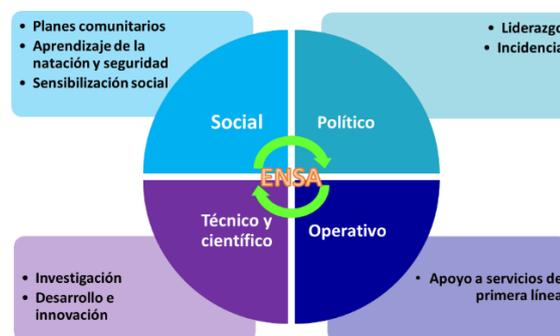 • Planes comunitarios
• Aprendizaje de la
natación y seguridad
• Sensibilización social
• Liderazgo
• Incidencia
Social
Político
ENSA
Técnico y
científico
Operativo
• Investigación
• Desarrollo e
innovación
• Apoyo a servicios de
primera línea